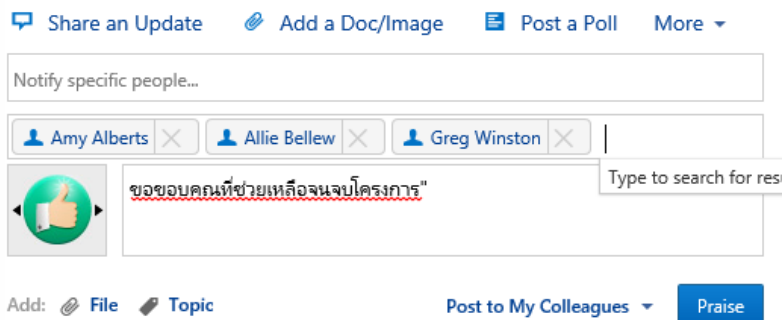 Share an Update Add a Doc/Image Post a Poll More
Notify specific people...
Amy Alberts Allie Bellew Greg Winston
Type to search for
ขอขอบคุณที่ช่วยเหลือจนจบโครงการ"
Add: File Topic Post to My Colleagues Praise